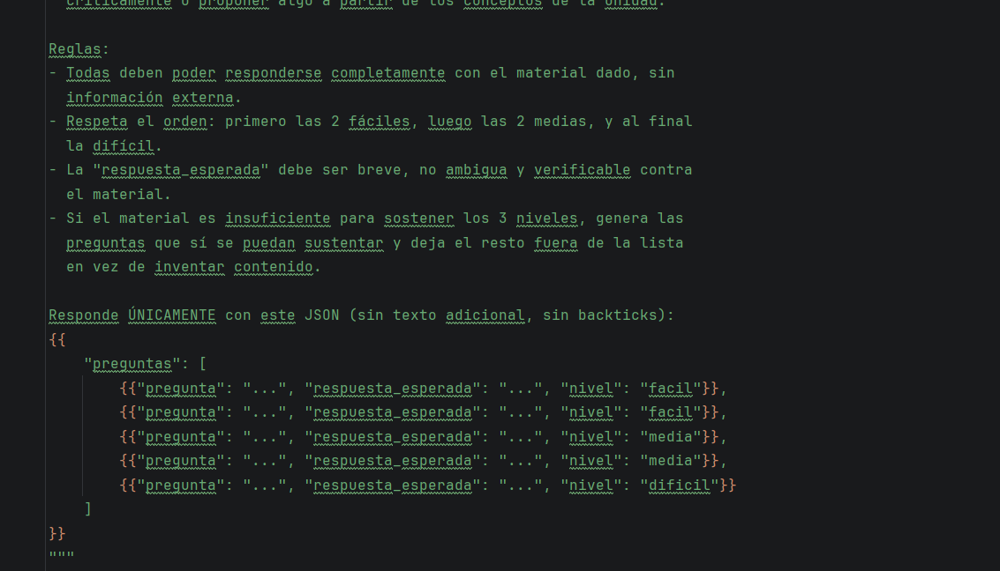 críticamente o proponer algo a partir de los conceptos de la unidad.
Reglas:
- Todas deben poder responderse completamente con el material dado, sin
información externa.
- Respeta el orden: primero las 2 fáciles, luego las 2 medias, y al final
la difícil.
- La "respuesta_esperada" debe ser breve, no ambigua y verificable contra
el material.
- Si el material es insuficiente para sostener los 3 niveles, genera las
preguntas que sí se puedan sustentar y deja el resto fuera de la lista
en vez de inventar contenido.
Responde ÚNICAMENTE con este JSON (sin texto adicional, sin backticks):
{{
"preguntas": [
{{"pregunta": "...", "respuesta_esperada": "...", "nivel": "facil"}},
{{"pregunta": "...", "respuesta_esperada": "...", "nivel": "facil"}},
{{"pregunta": "...", "respuesta_esperada": "...", "nivel": "media"}},
{{"pregunta": "...", "respuesta_esperada": "...", "nivel": "media"}},
{{"pregunta": "...", "respuesta_esperada": "...", "nivel": "dificil"}}
]
}}
"""